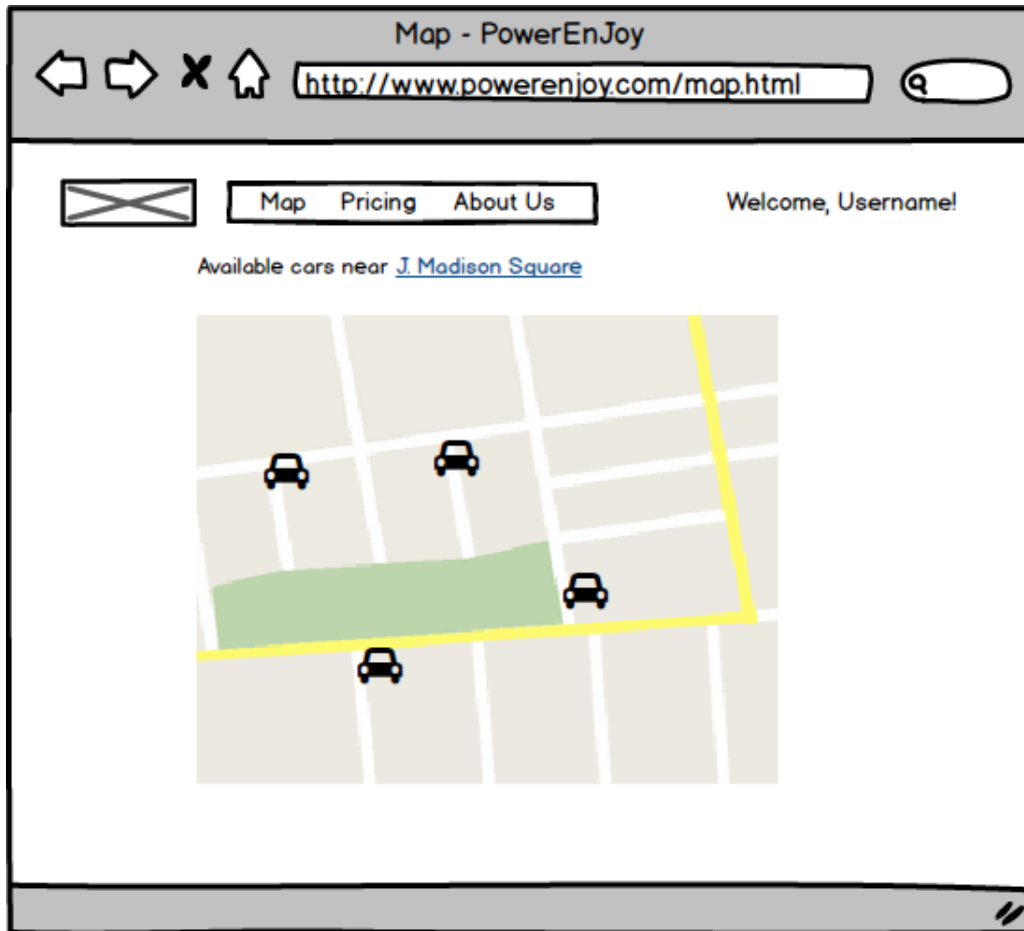 Map - PowerEnJoy
http://www.powerenjoy.com/map.html
Map Pricing About Us Welcome, Username!
Available cars near J. Madison Square